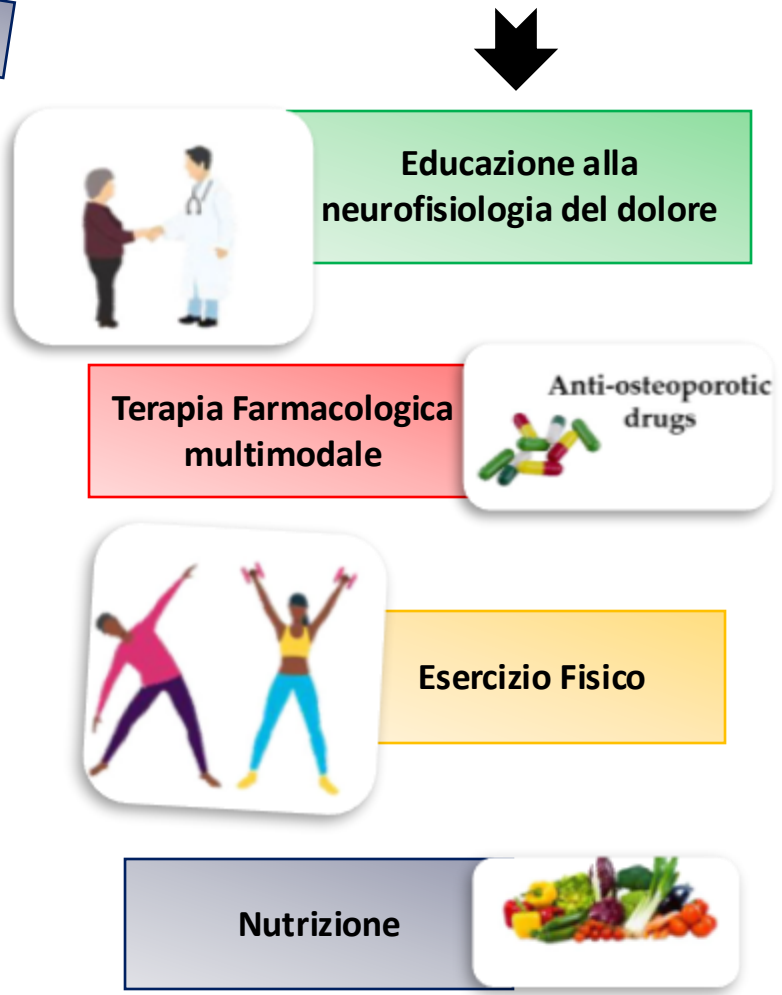 Educazione alla
neurofisiologia del dolore
Terapia Farmacologica
multimodale
Anti-osteoporotic
drugs
Esercizio Fisico
Nutrizione